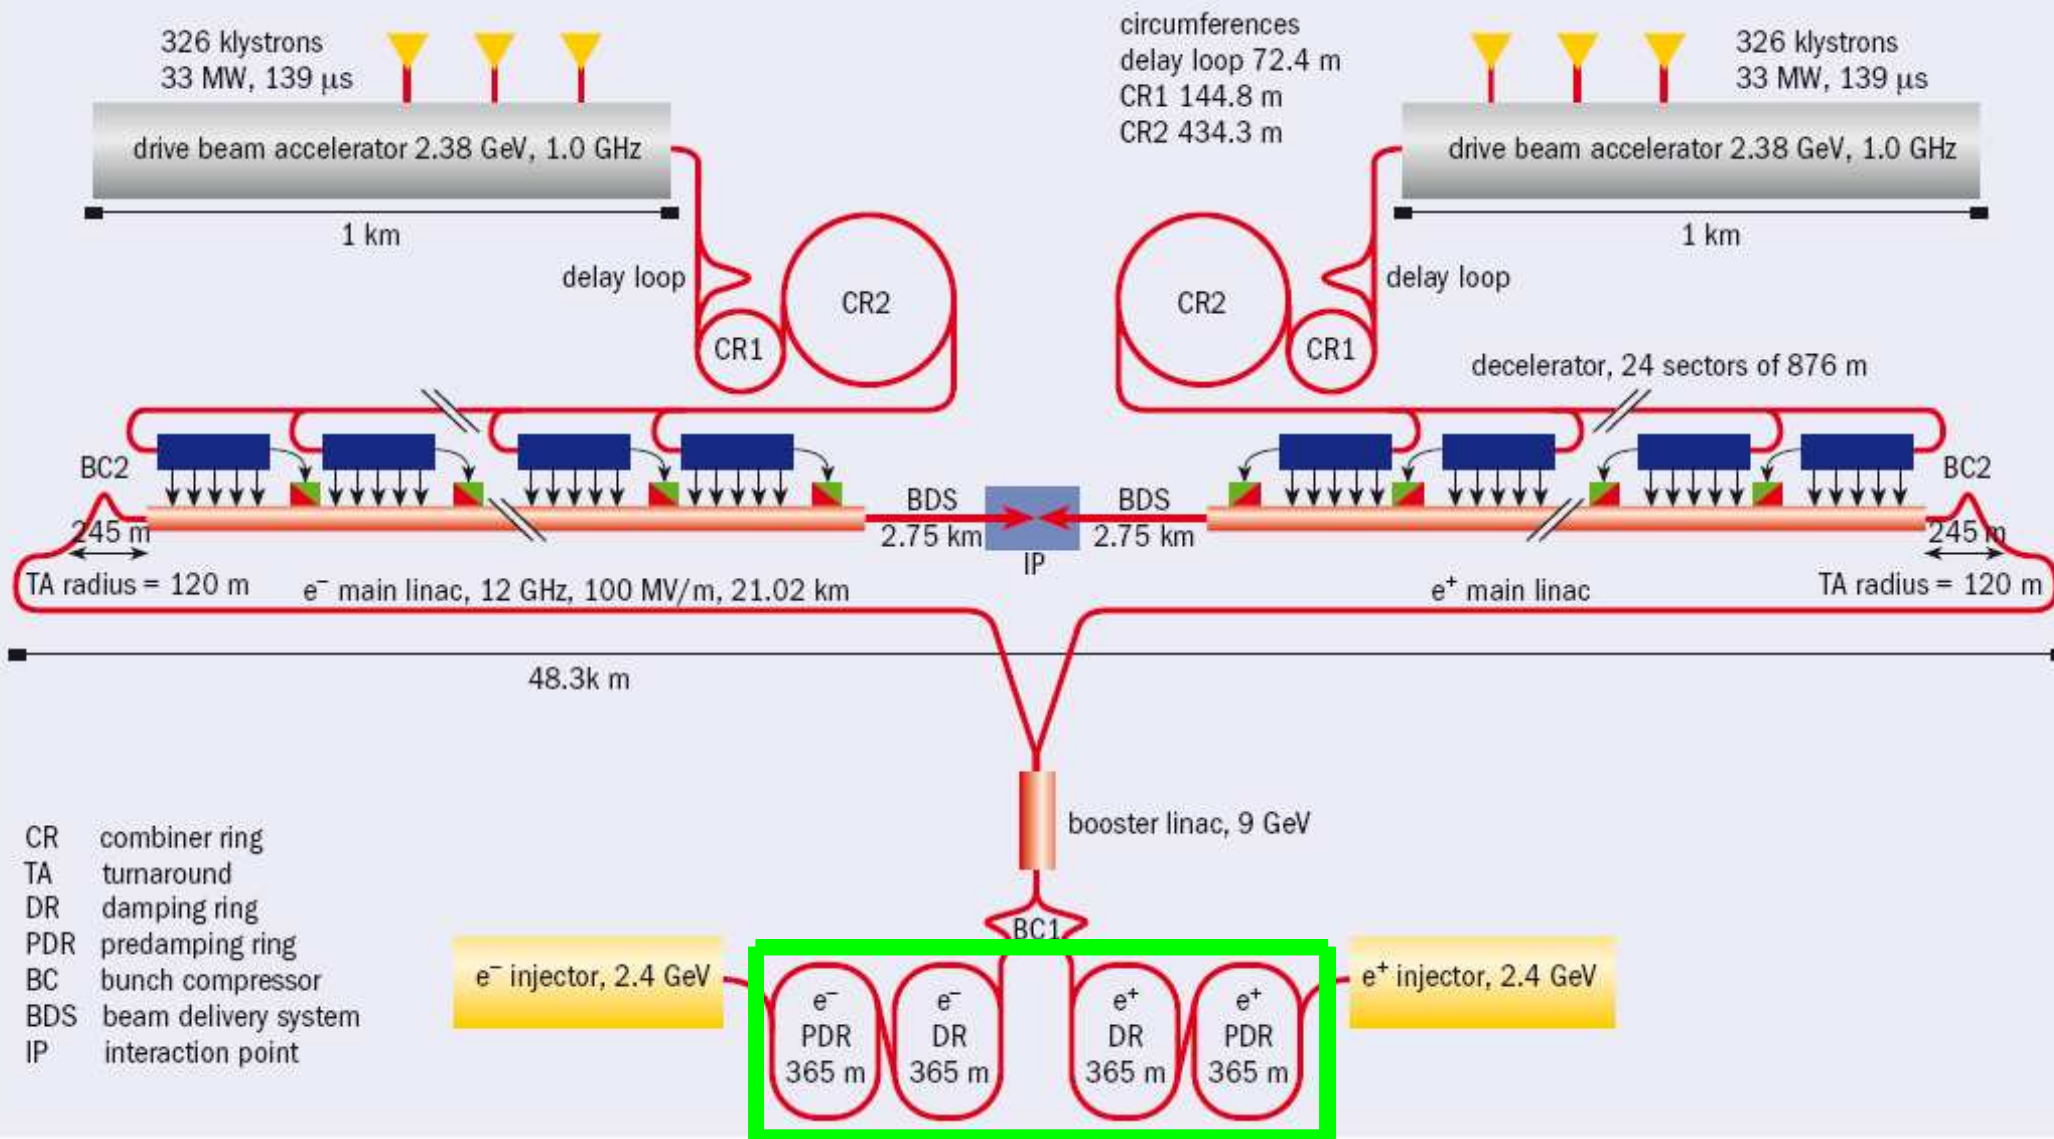 326 klystrons
33 MW, 139 μs
circumferences
delay loop 72.4 m
CR1 144.8 m
CR2 434.3 m
326 klystrons
33 MW, 139 μs
drive beam accelerator 2.38 GeV, 1.0 GHz
drive beam accelerator 2.38 GeV, 1.0 GHz
1 km
1 km
delay loop
CR2
CR1
CR2
CR1
delay loop
decelerator, 24 sectors of 876 m
BC2
BC2
245 m
BDS
2.75 km
IP
BDS
2.75 km
245 m
TA radius = 120 m
e⁻ main linac, 12 GHz, 100 MV/m, 21.02 km
e⁺ main linac
TA radius = 120 m
48.3k m
booster linac, 9 GeV
BC1
CR combiner ring
TA turnaround
DR damping ring
PDR predamping ring
BC bunch compressor
BDS beam delivery system
IP interaction point
e⁻ injector, 2.4 GeV
e⁻
PDR
365 m
e⁻
DR
365 m
e⁺
DR
365 m
e⁺
PDR
365 m
e⁺ injector, 2.4 GeV